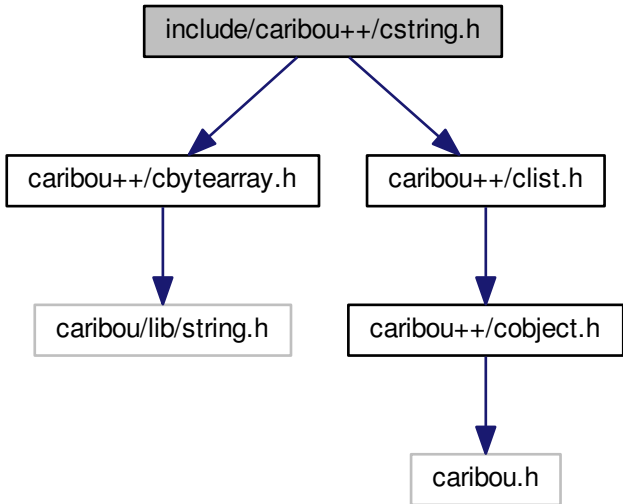 include/caribou++/cstring.h
caribou++/cbytearray.h
caribou++/clist.h
caribou/lib/string.h
caribou++/cobject.h
caribou.h